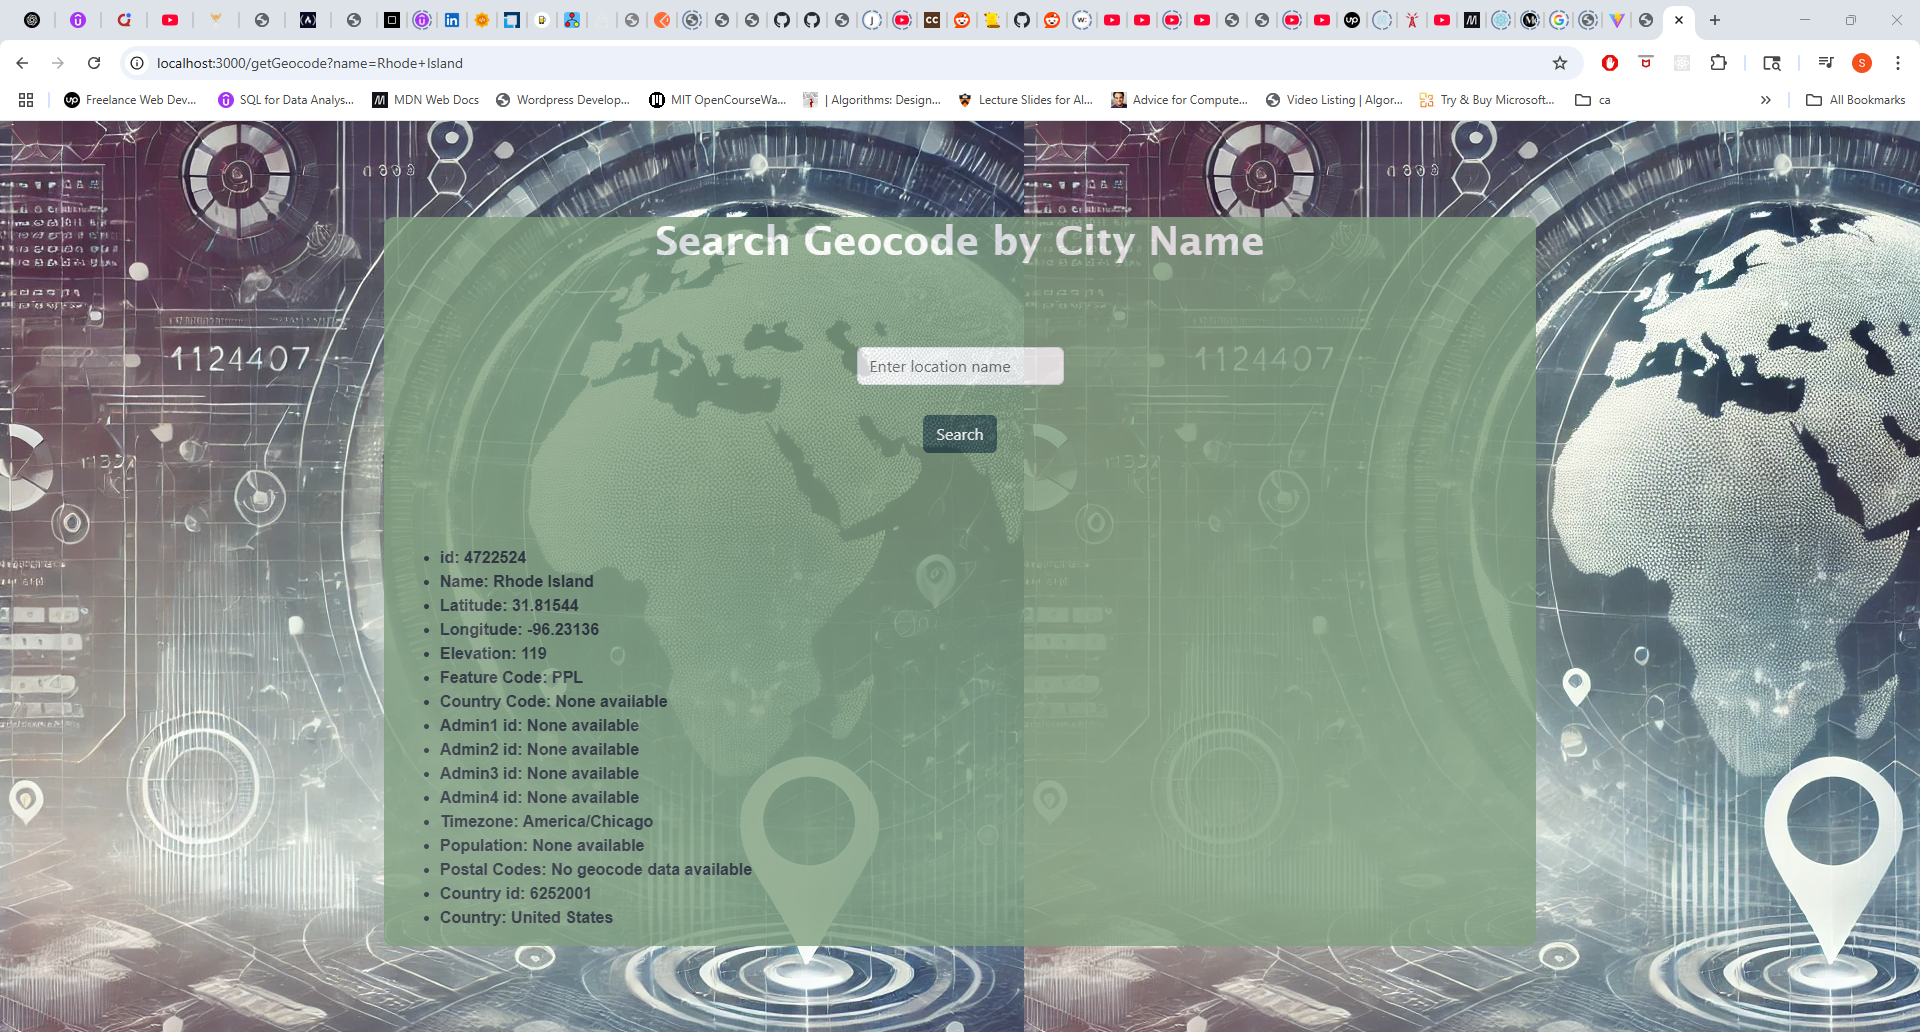 localhost:3000/getGeocode?name=Rhode+Island
S
Freelance Web Dev...
SQL for Data Analys...
MDN Web Docs
Wordpress Develop...
MIT OpenCourseWa...
| Algorithms: Design...
Lecture Slides for Al...
Advice for Compute...
Video Listing | Algor...
Try & Buy Microsoft...
ca
All Bookmarks
Search Geocode by City Name
1124407
1124407
Enter location name
Search
• id: 4722524
• Name: Rhode Island
• Latitude: 31.81544
• Longitude: -96.23136
• Elevation: 119
• Feature Code: PPL
• Country Code: None available
• Admin1 id: None available
• Admin2 id: None available
• Admin3 id: None available
• Admin4 id: None available
• Timezone: America/Chicago
• Population: None available
• Postal Codes: No geocode data available
• Country id: 6252001
• Country: United States